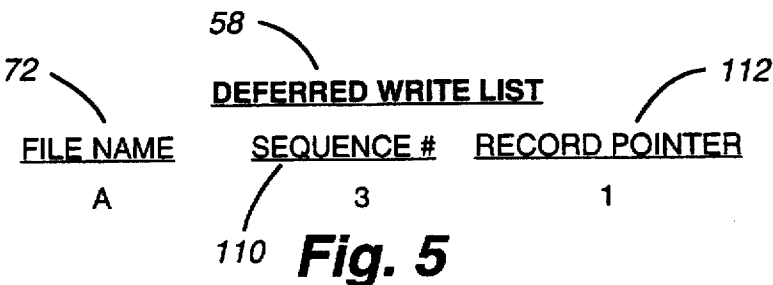 58
72 112
DEFERRED WRITE LIST
FILE NAME SEQUENCE # RECORD POINTER
A 3 1
110 Fig. 5